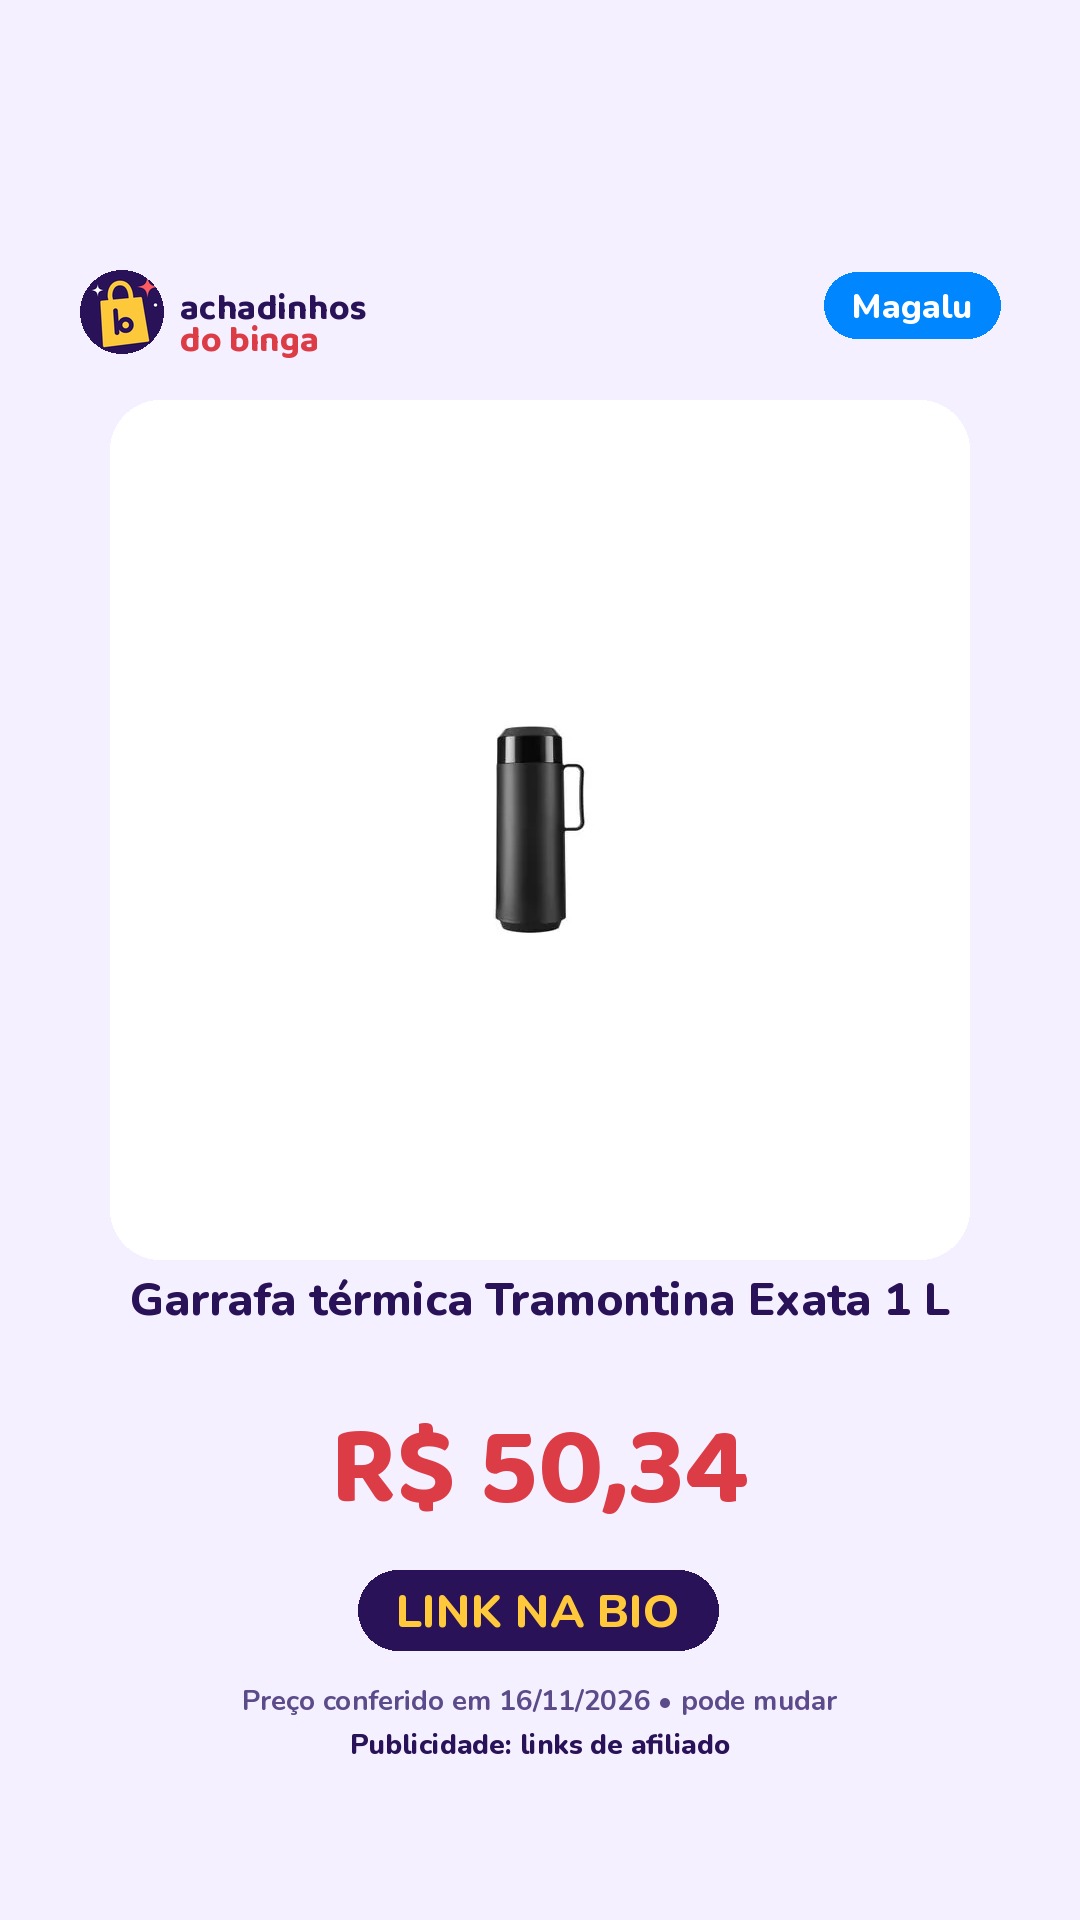 b
achadinhos
do binga
Magalu
Garrafa térmica Tramontina Exata 1 L
R$ 50,34
LINK NA BIO
Preço conferido em 16/11/2026 • pode mudar
Publicidade: links de afiliado